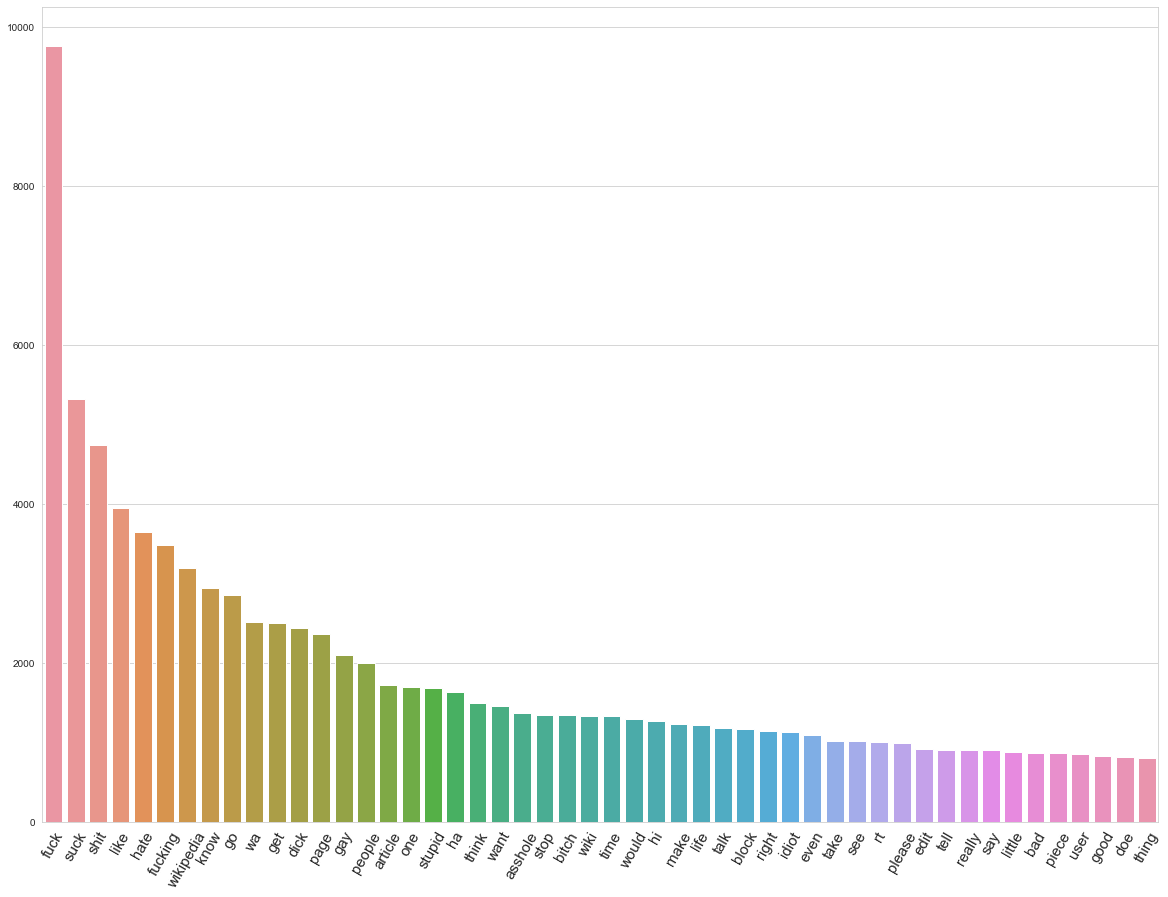 10000
8000
6000
4000
2000
0
fuck
suck
shit
like
hate
fucking
wikipedia
know
go
wa
get
dick
page
gay
people
article
one
stupid
ha
think
want
asshole
stop
bitch
wiki
time
would
hi
make
life
talk
block
right
idiot
even
take
see
rt
please
edit
tell
really
say
little
bad
piece
user
good
doe
thing